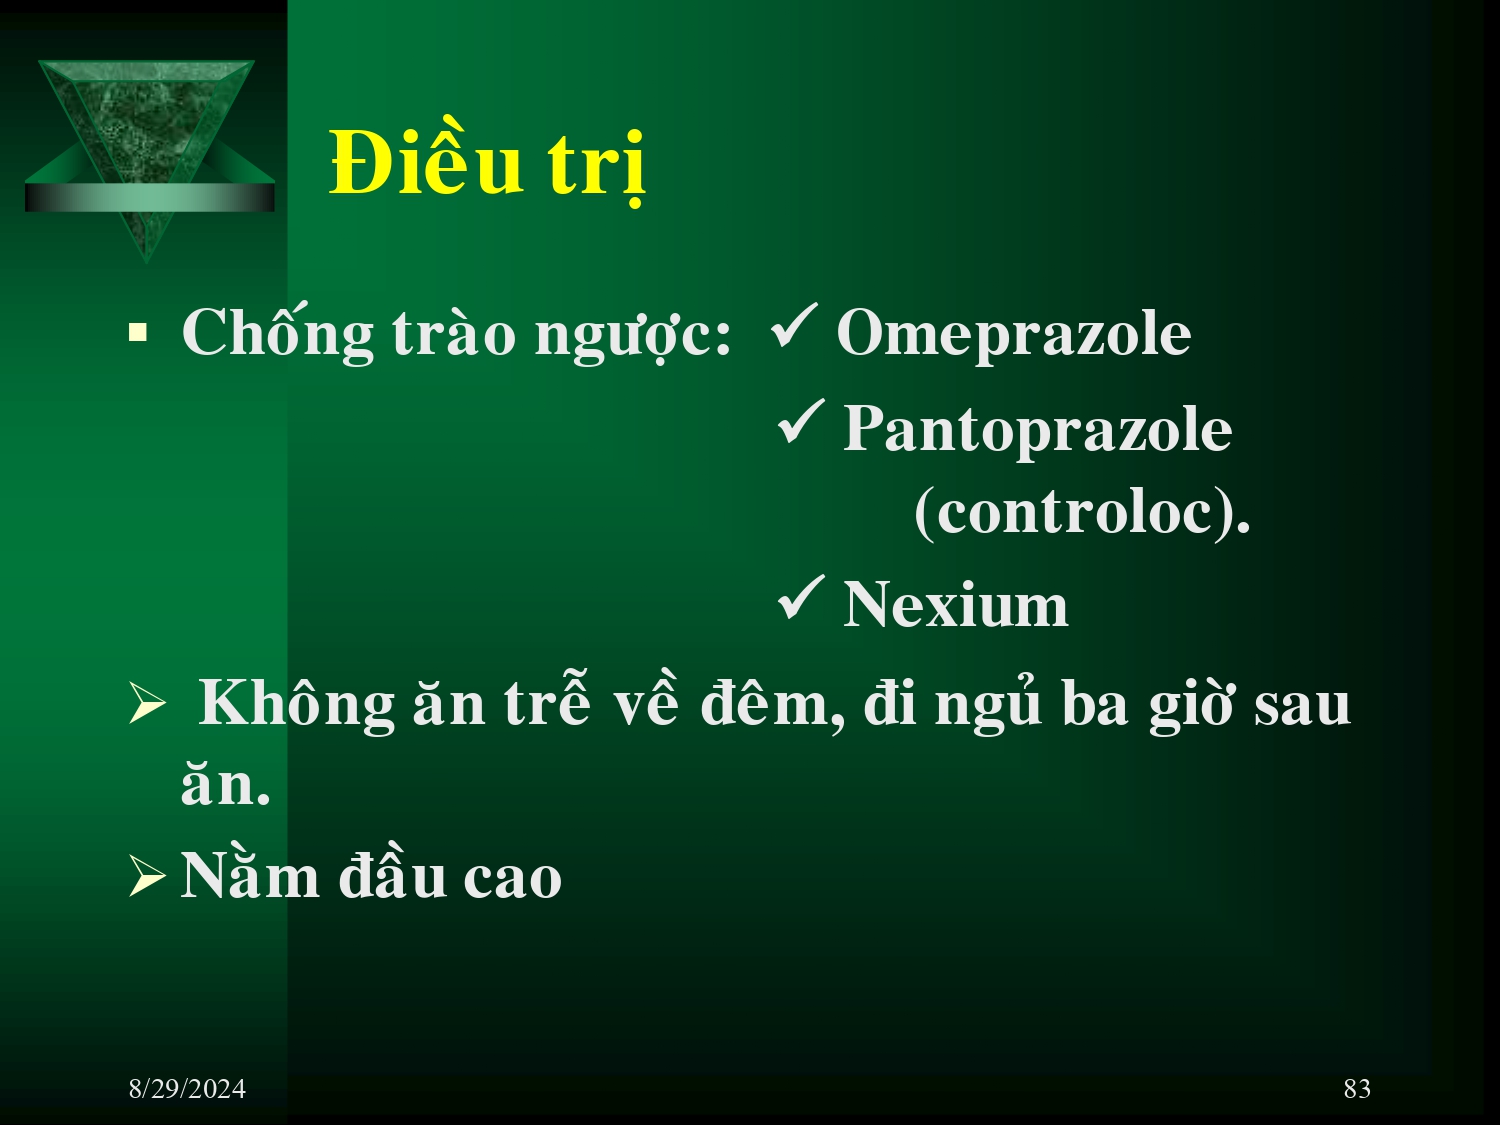 Điều trị
▪ Chống trào ngược: ✓ Omeprazole
✓ Pantoprazole
(controloc).
✓ Nexium
➢ Không ăn trễ về đêm, đi ngủ ba giờ sau
ăn.
➢ Nằm đầu cao
8/29/2024
83